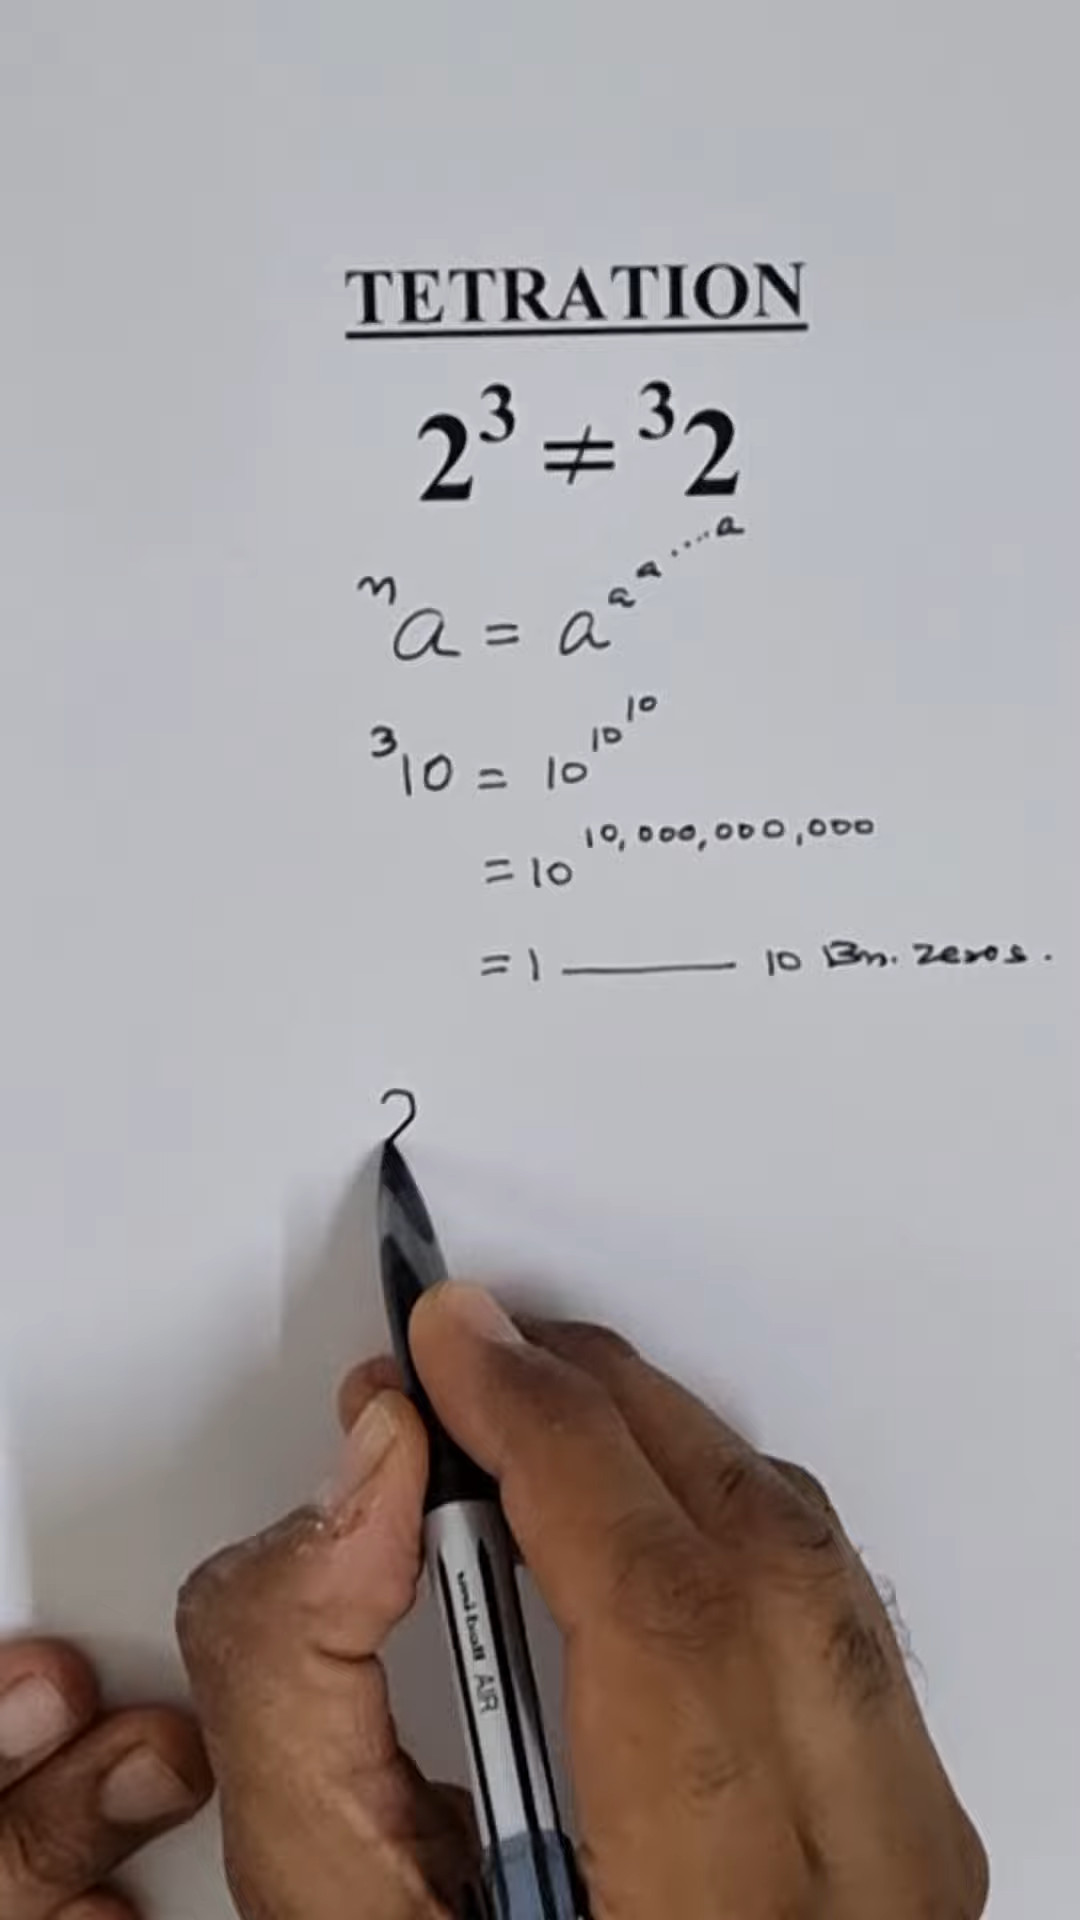 TETRATION
2³ ≠ ³2
ⁿa = a^a^a^....a
³10 = 10^10^10
= 10^10,000,000,000
= 1 ——— 10 Bn. zeros.
2
uni ball AIR